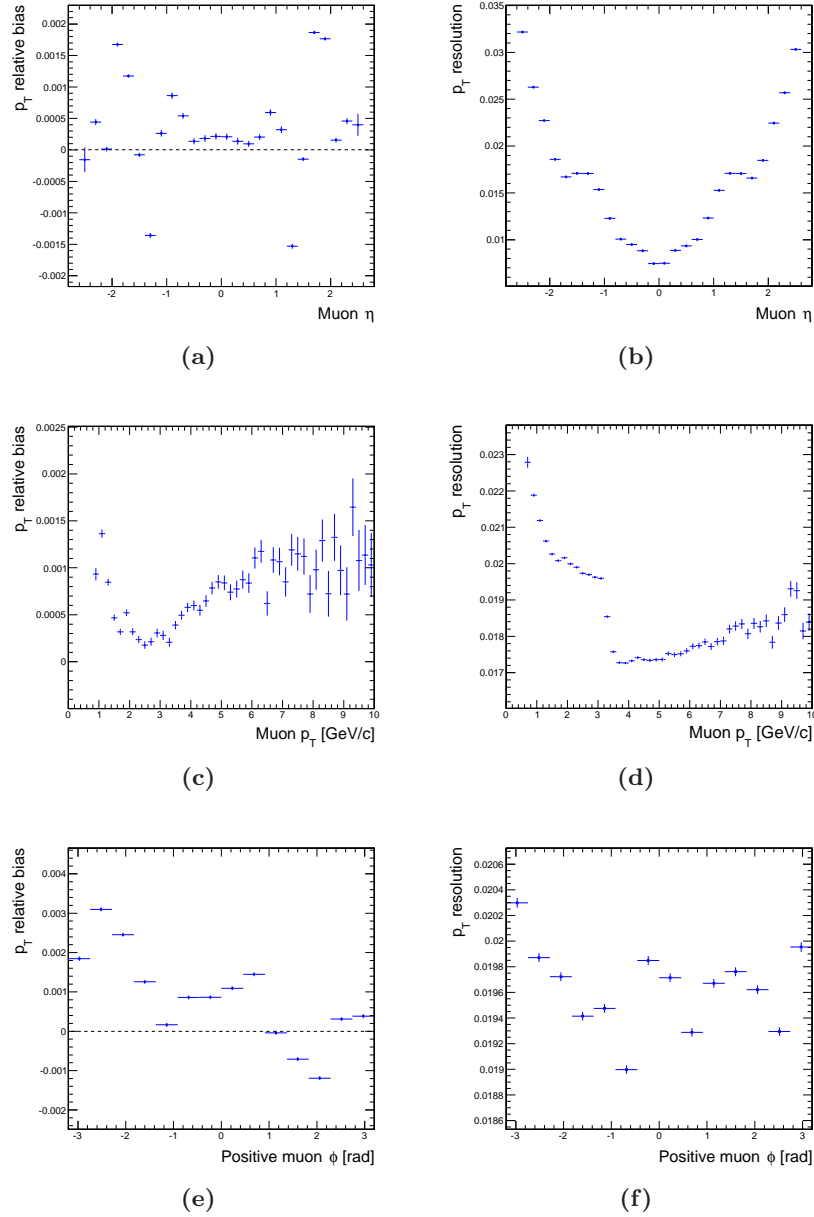 p_T relative bias
0.002
0.0015
0.001
0.0005
0
-0.0005
-0.001
-0.0015
-0.002
-2 -1 0 1 2
Muon η
(a)
p_T resolution
0.035
0.03
0.025
0.02
0.015
0.01
-2 -1 0 1 2
Muon η
(b)
p_T relative bias
0.0025
0.002
0.0015
0.001
0.0005
0
0 1 2 3 4 5 6 7 8 9 10
Muon p_T [GeV/c]
(c)
p_T resolution
0.023
0.022
0.021
0.02
0.019
0.018
0.017
0 1 2 3 4 5 6 7 8 9 10
Muon p_T [GeV/c]
(d)
p_T relative bias
0.004
0.003
0.002
0.001
0
-0.001
-0.002
-3 -2 -1 0 1 2 3
Positive muon ϕ [rad]
(e)
p_T resolution
0.0206
0.0204
0.0202
0.02
0.0198
0.0196
0.0194
0.0192
0.019
0.0188
0.0186
-3 -2 -1 0 1 2 3
Positive muon ϕ [rad]
(f)